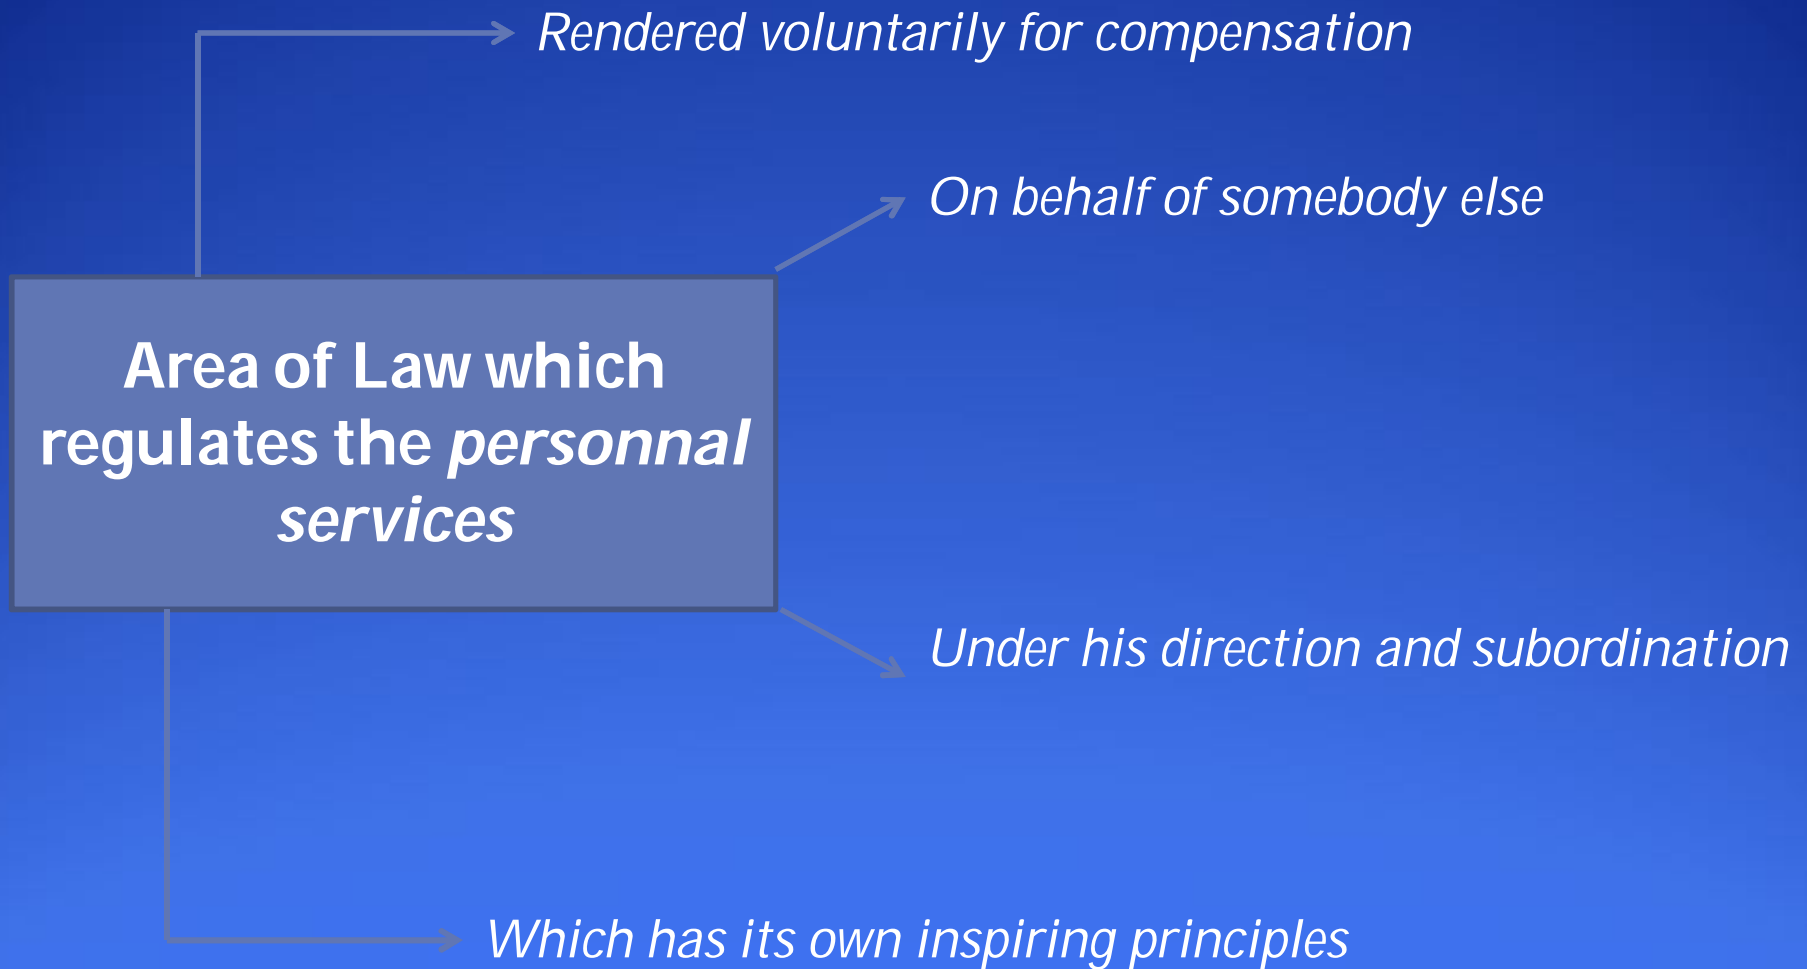 Rendered voluntarily for compensation
On behalf of somebody else
Area of Law which
regulates the personnal
services
Under his direction and subordination
Which has its own inspiring principles